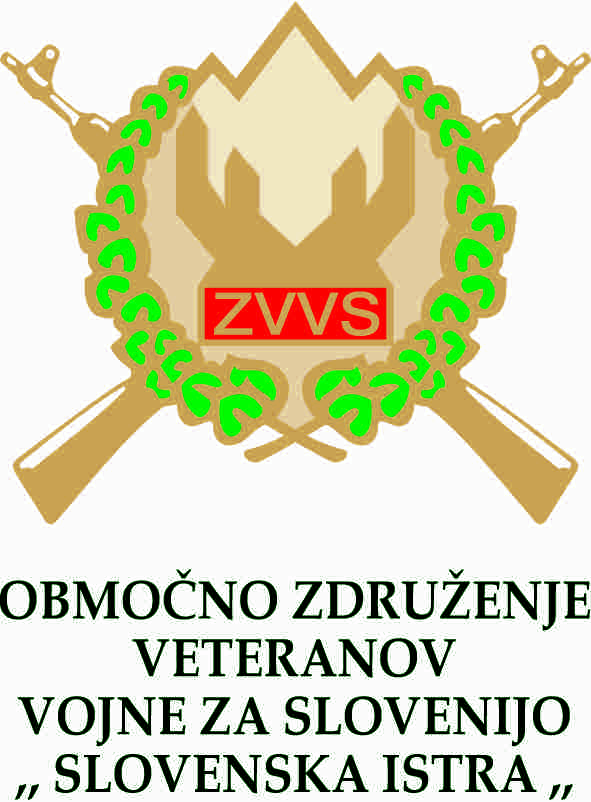 ZVVS
OBMOČNO ZDRUŽENJE
VETERANOV
VOJNE ZA SLOVENIJO
,, SLOVENSKA ISTRA ,,